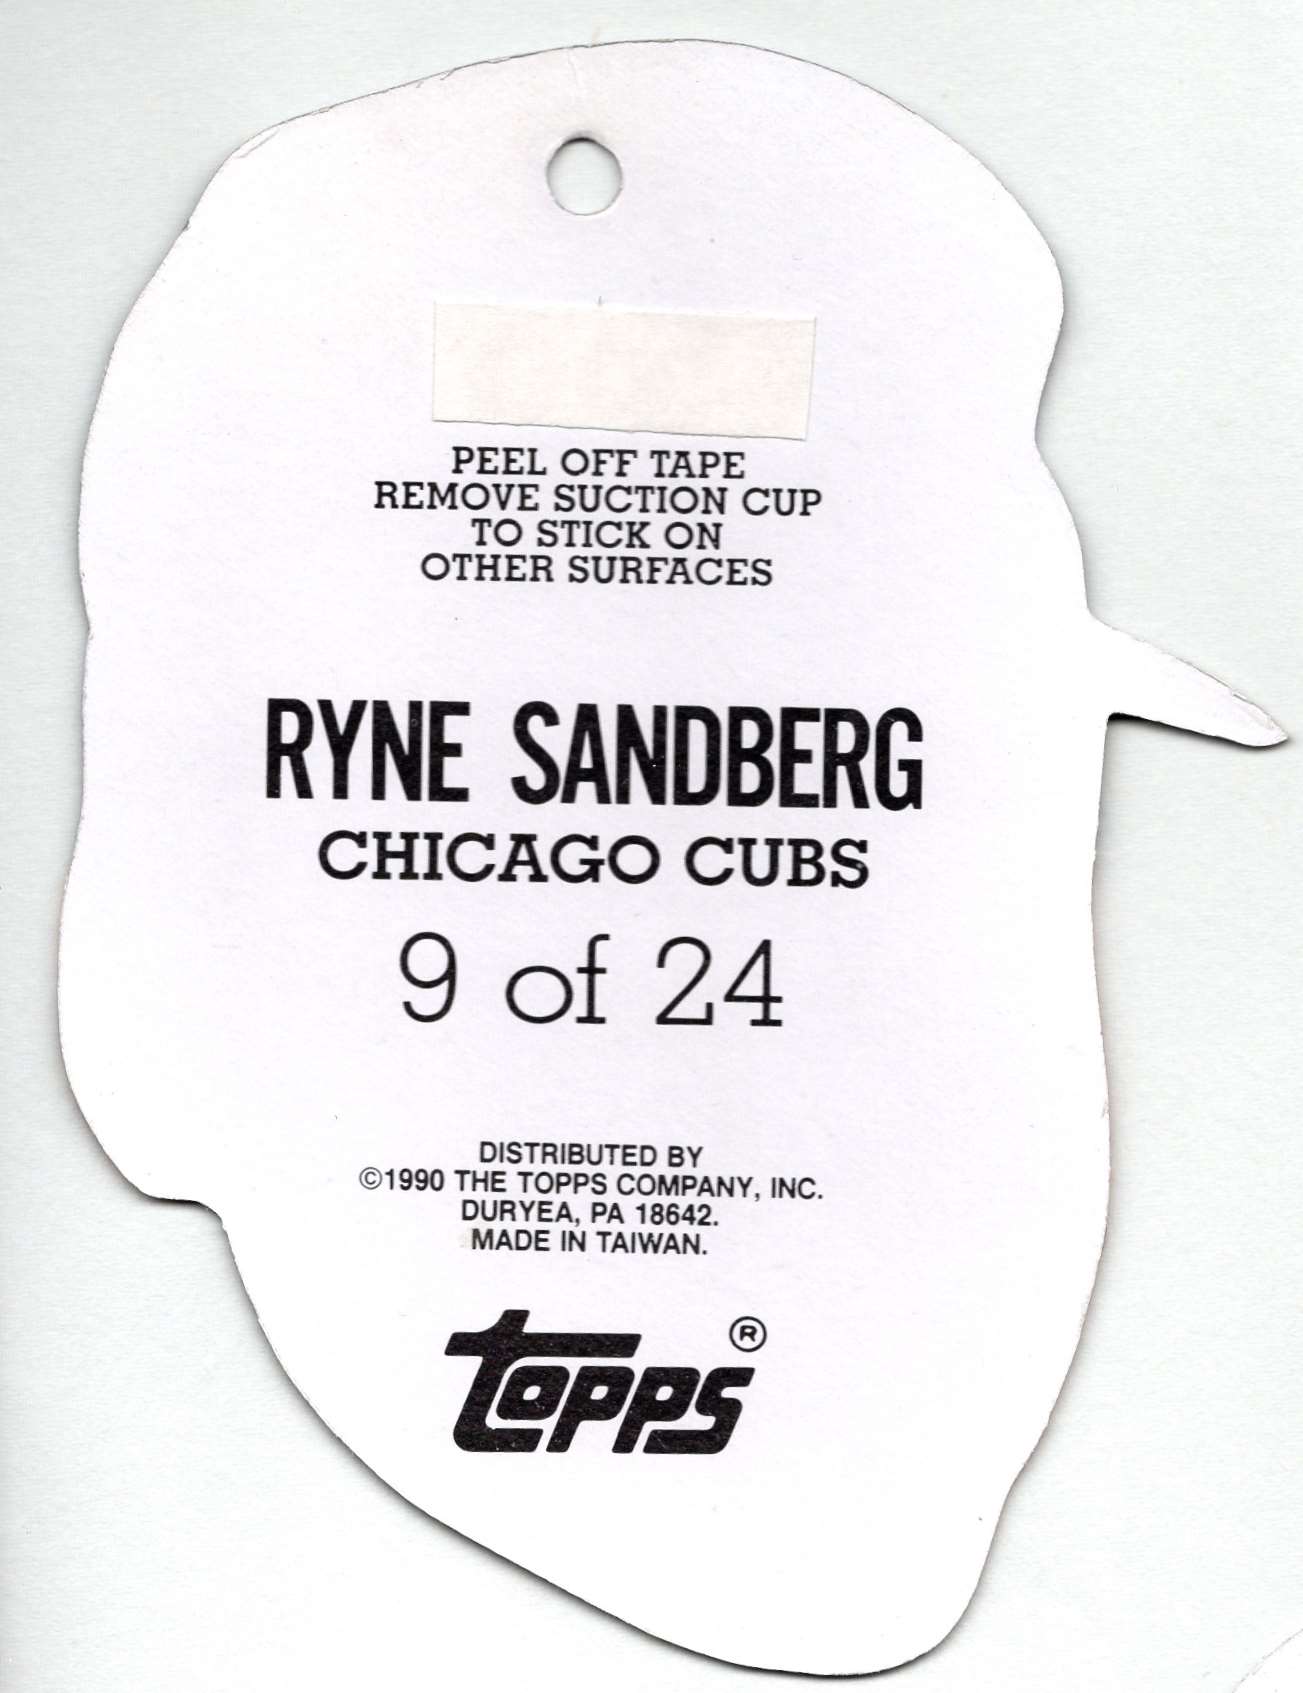 PEEL OFF TAPE
REMOVE SUCTION CUP
TO STICK ON
OTHER SURFACES
RYNE SANDBERG
CHICAGO CUBS
9 of 24
DISTRIBUTED BY
©1990 THE TOPPS COMPANY, INC.
DURYEA, PA 18642.
MADE IN TAIWAN.
topps®